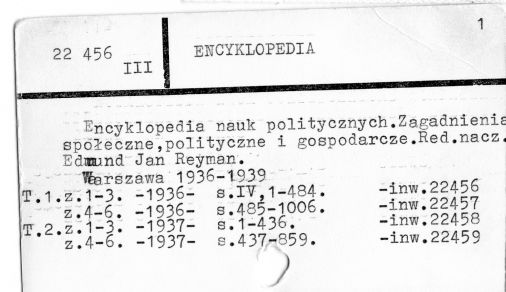 1
22 456
III
ENCYKLOPEDIA
Encyklopedia nauk politycznych.Zagadnienia
społeczne,polityczne i gospodarcze.Red.nacz.
Edmund Jan Reyman.
Warszawa 1936-1939
T.1.z.1-3. -1936- s.IV,1-484. -inw.22456
z.4-6. -1936- s.485-1006. -inw.22457
T.2.z.1-3. -1937- s.1-436. -inw.22458
z.4-6. -1937- s.437-859. -inw.22459